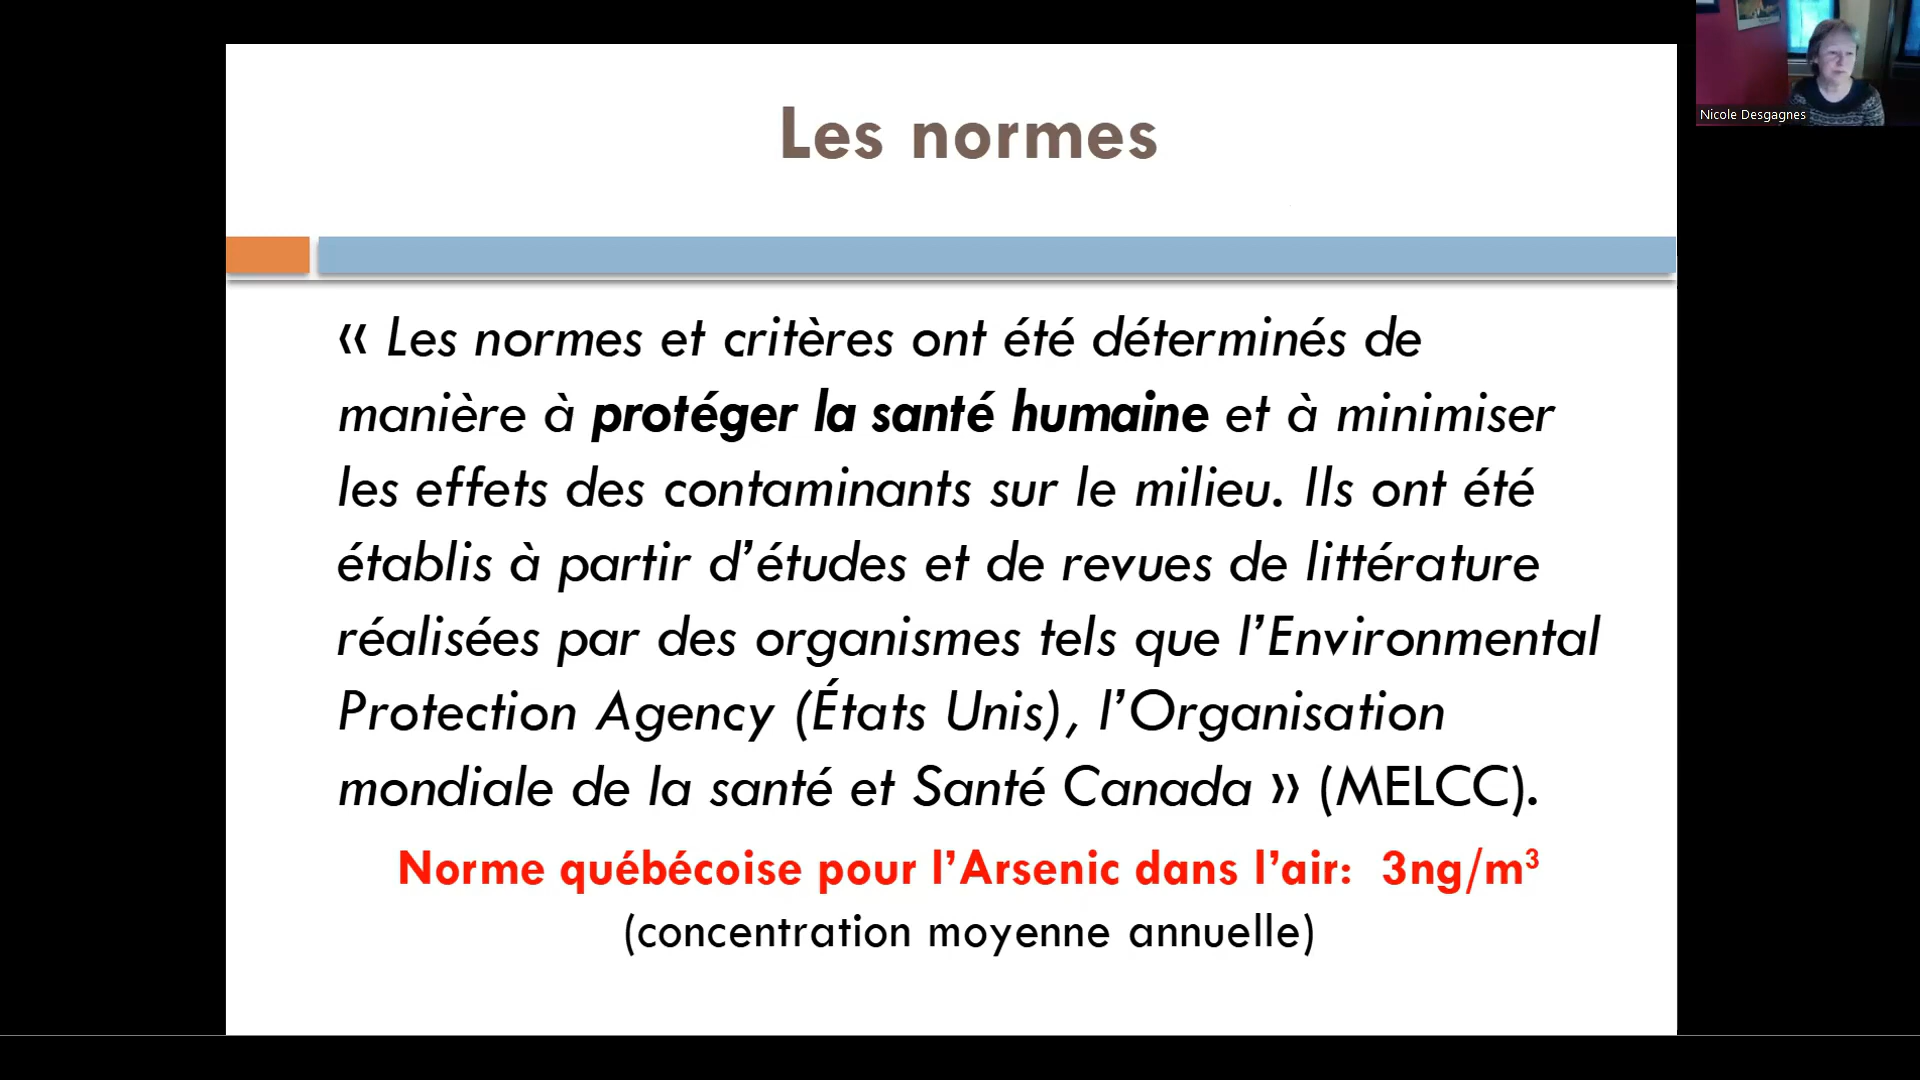 Les normes
« Les normes et critères ont été déterminés de
manière à protéger la santé humaine et à minimiser
les effets des contaminants sur le milieu. Ils ont été
établis à partir d’études et de revues de littérature
réalisées par des organismes tels que l’Environmental
Protection Agency (États Unis), l’Organisation
mondiale de la santé et Santé Canada » (MELCC).
Norme québécoise pour l’Arsenic dans l’air: 3ng/m³
(concentration moyenne annuelle)
Nicole Desgagnes